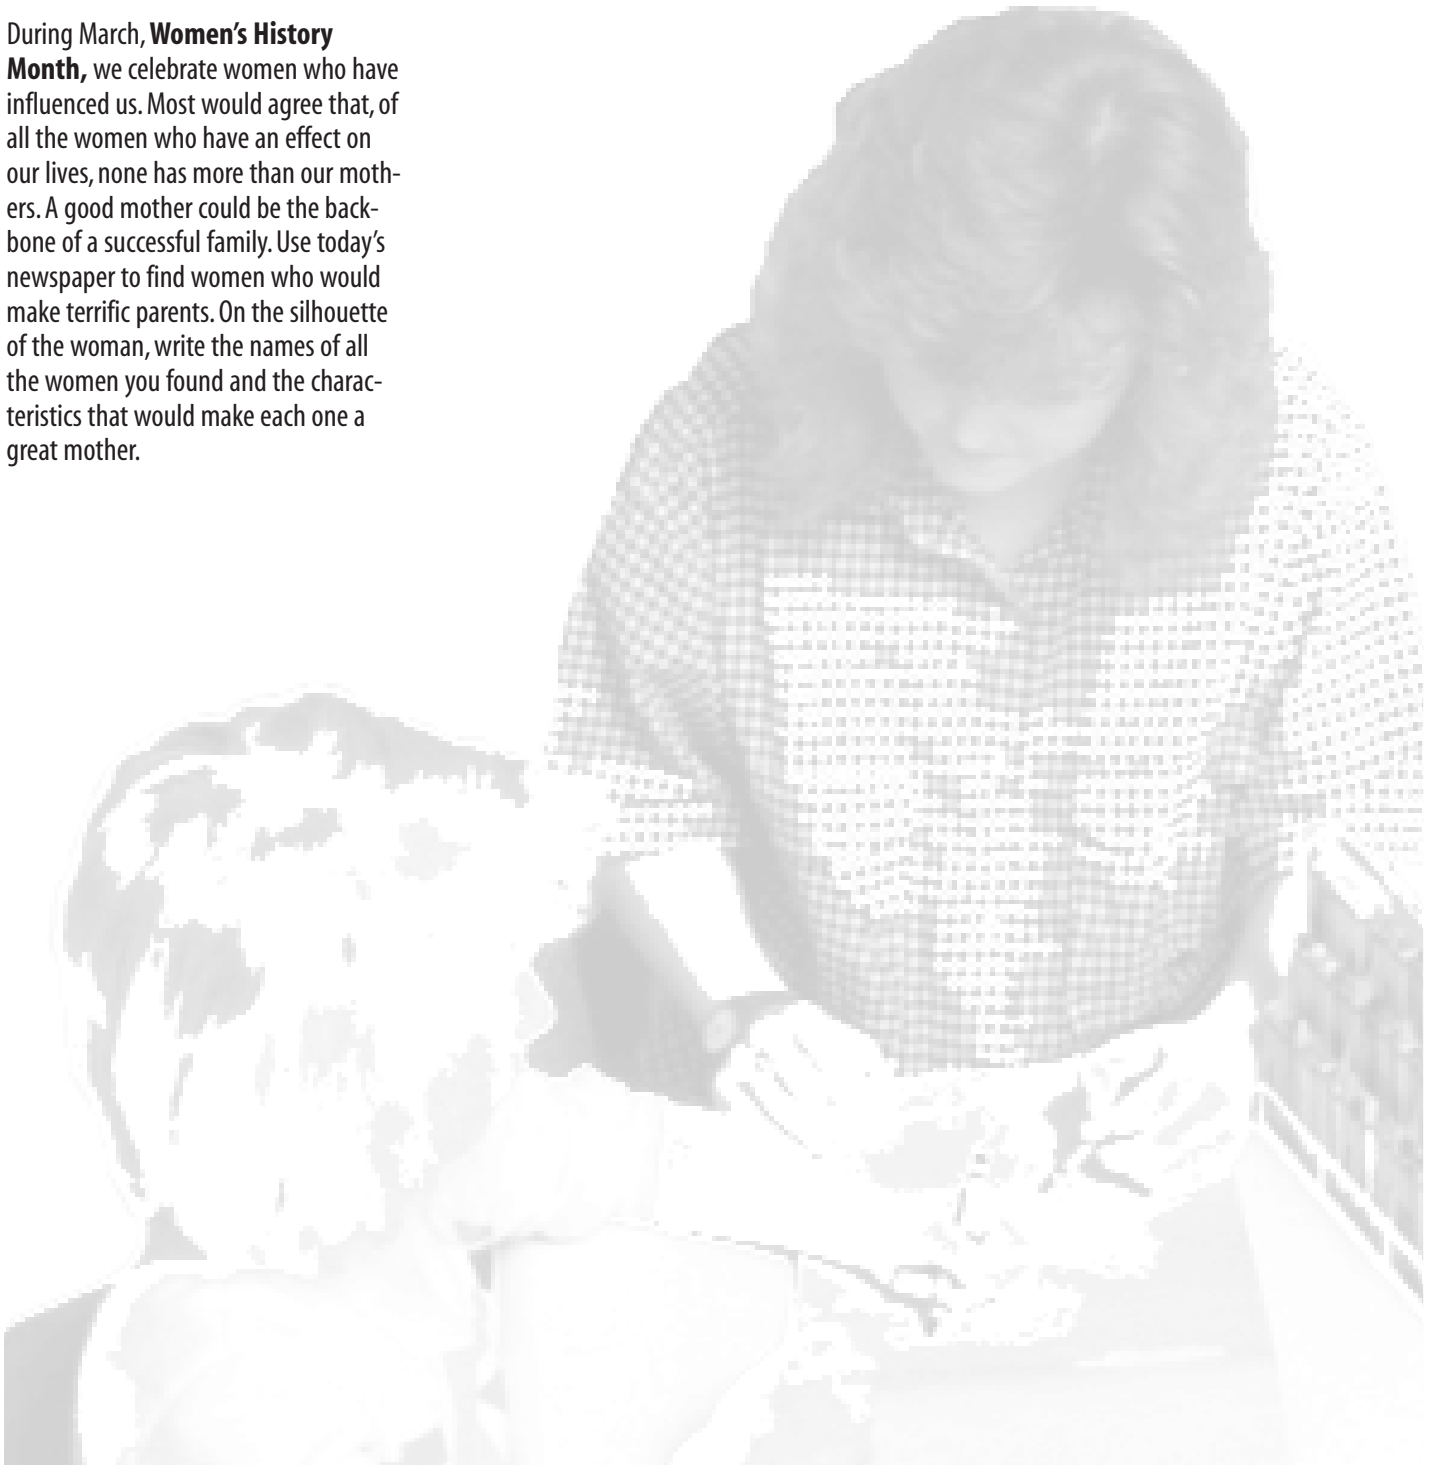 During March, Women's History
Month, we celebrate women who have
influenced us. Most would agree that, of
all the women who have an effect on
our lives, none has more than our moth-
ers. A good mother could be the back-
bone of a successful family. Use today's
newspaper to find women who would
make terrific parents. On the silhouette
of the woman, write the names of all
the women you found and the charac-
teristics that would make each one a
great mother.